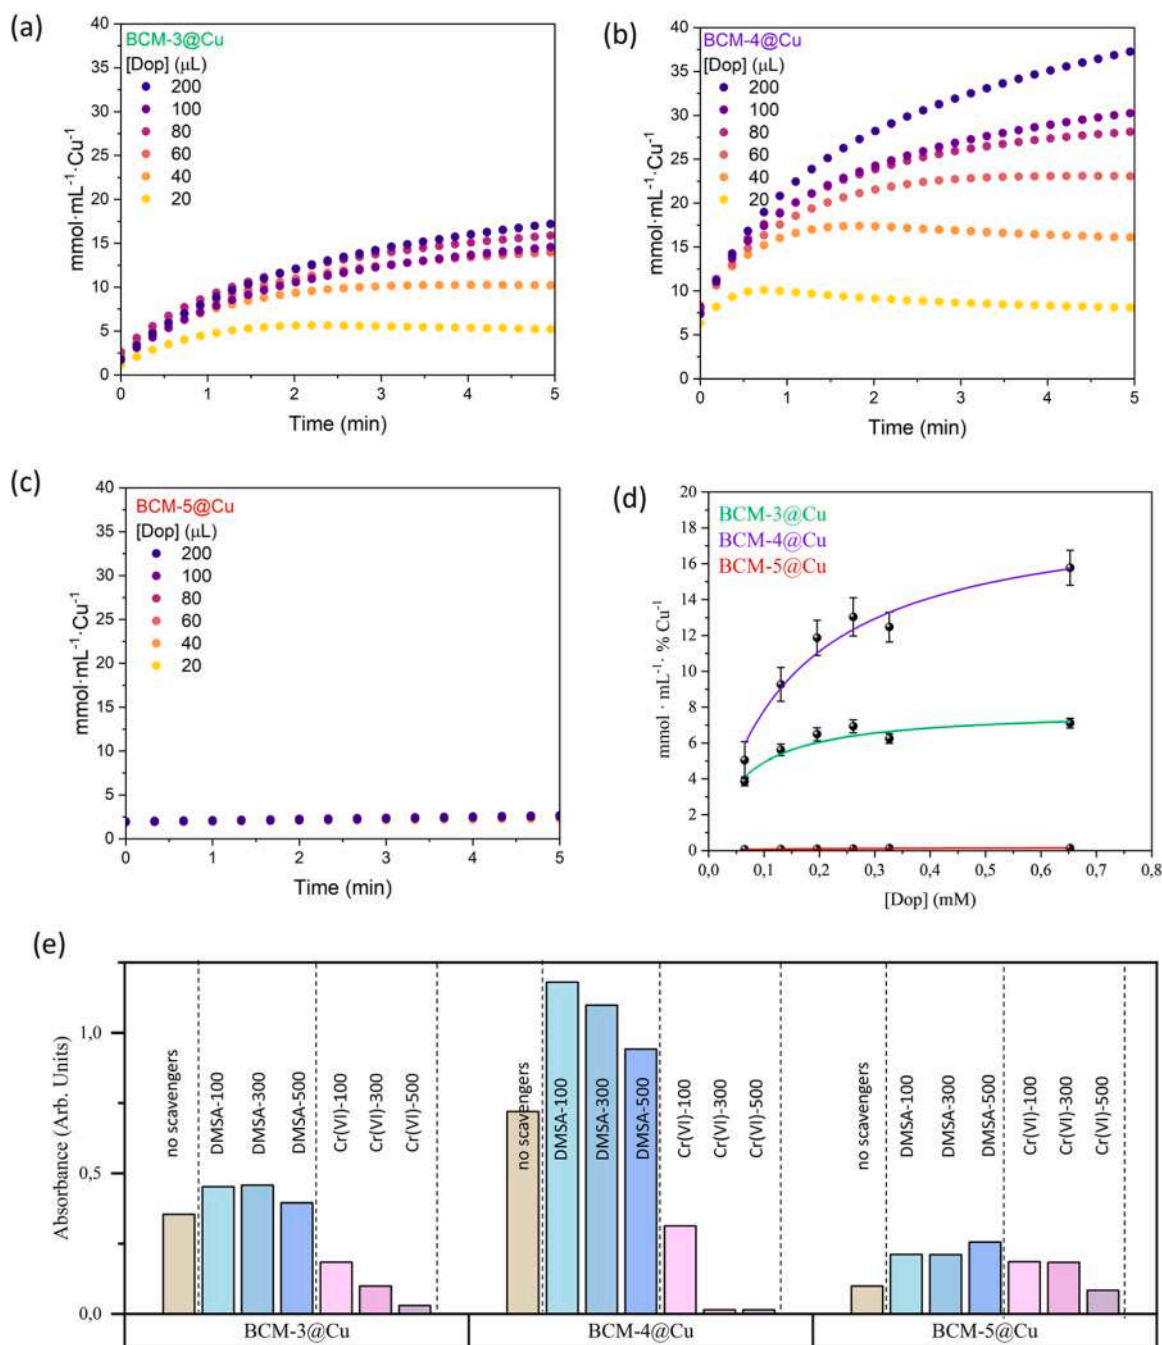 (a)
BCM-3@Cu
[Dop] (μL)
200
100
80
60
40
20
40
35
30
25
20
15
10
5
0
mmol·mL⁻¹·Cu⁻¹
0 1 2 3 4 5
Time (min)
(b)
BCM-4@Cu
[Dop] (μL)
200
100
80
60
40
20
40
35
30
25
20
15
10
5
0
mmol·mL⁻¹·Cu⁻¹
0 1 2 3 4 5
Time (min)
(c)
BCM-5@Cu
[Dop] (μL)
200
100
80
60
40
20
40
35
30
25
20
15
10
5
0
mmol·mL⁻¹·Cu⁻¹
0 1 2 3 4 5
Time (min)
(d)
BCM-3@Cu
BCM-4@Cu
BCM-5@Cu
20
18
16
14
12
10
8
6
4
2
0
mmol · mL⁻¹· % Cu⁻¹
0,0 0,1 0,2 0,3 0,4 0,5 0,6 0,7 0,8
[Dop] (mM)
(e)
Absorbance (Arb. Units)
1,0
0,5
0,0
no scavengers
DMSA-100
DMSA-300
DMSA-500
Cr(VI)-100
Cr(VI)-300
Cr(VI)-500
no scavengers
DMSA-100
DMSA-300
DMSA-500
Cr(VI)-100
Cr(VI)-300
Cr(VI)-500
no scavengers
DMSA-100
DMSA-300
DMSA-500
Cr(VI)-100
Cr(VI)-300
Cr(VI)-500
BCM-3@Cu BCM-4@Cu BCM-5@Cu